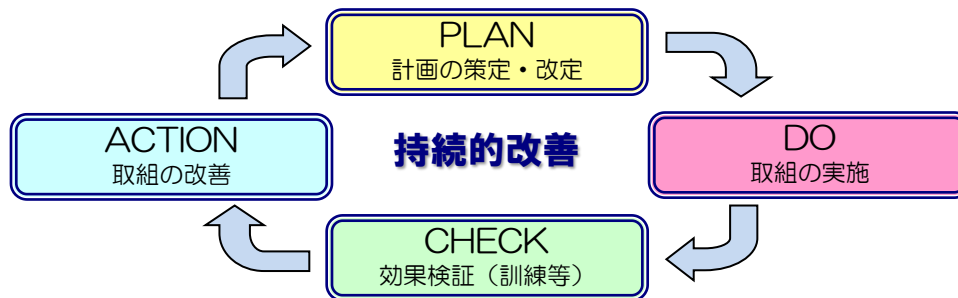 PLAN
計画の策定・改定
ACTION
取組の改善
持続的改善
DO
取組の実施
CHECK
効果検証（訓練等）